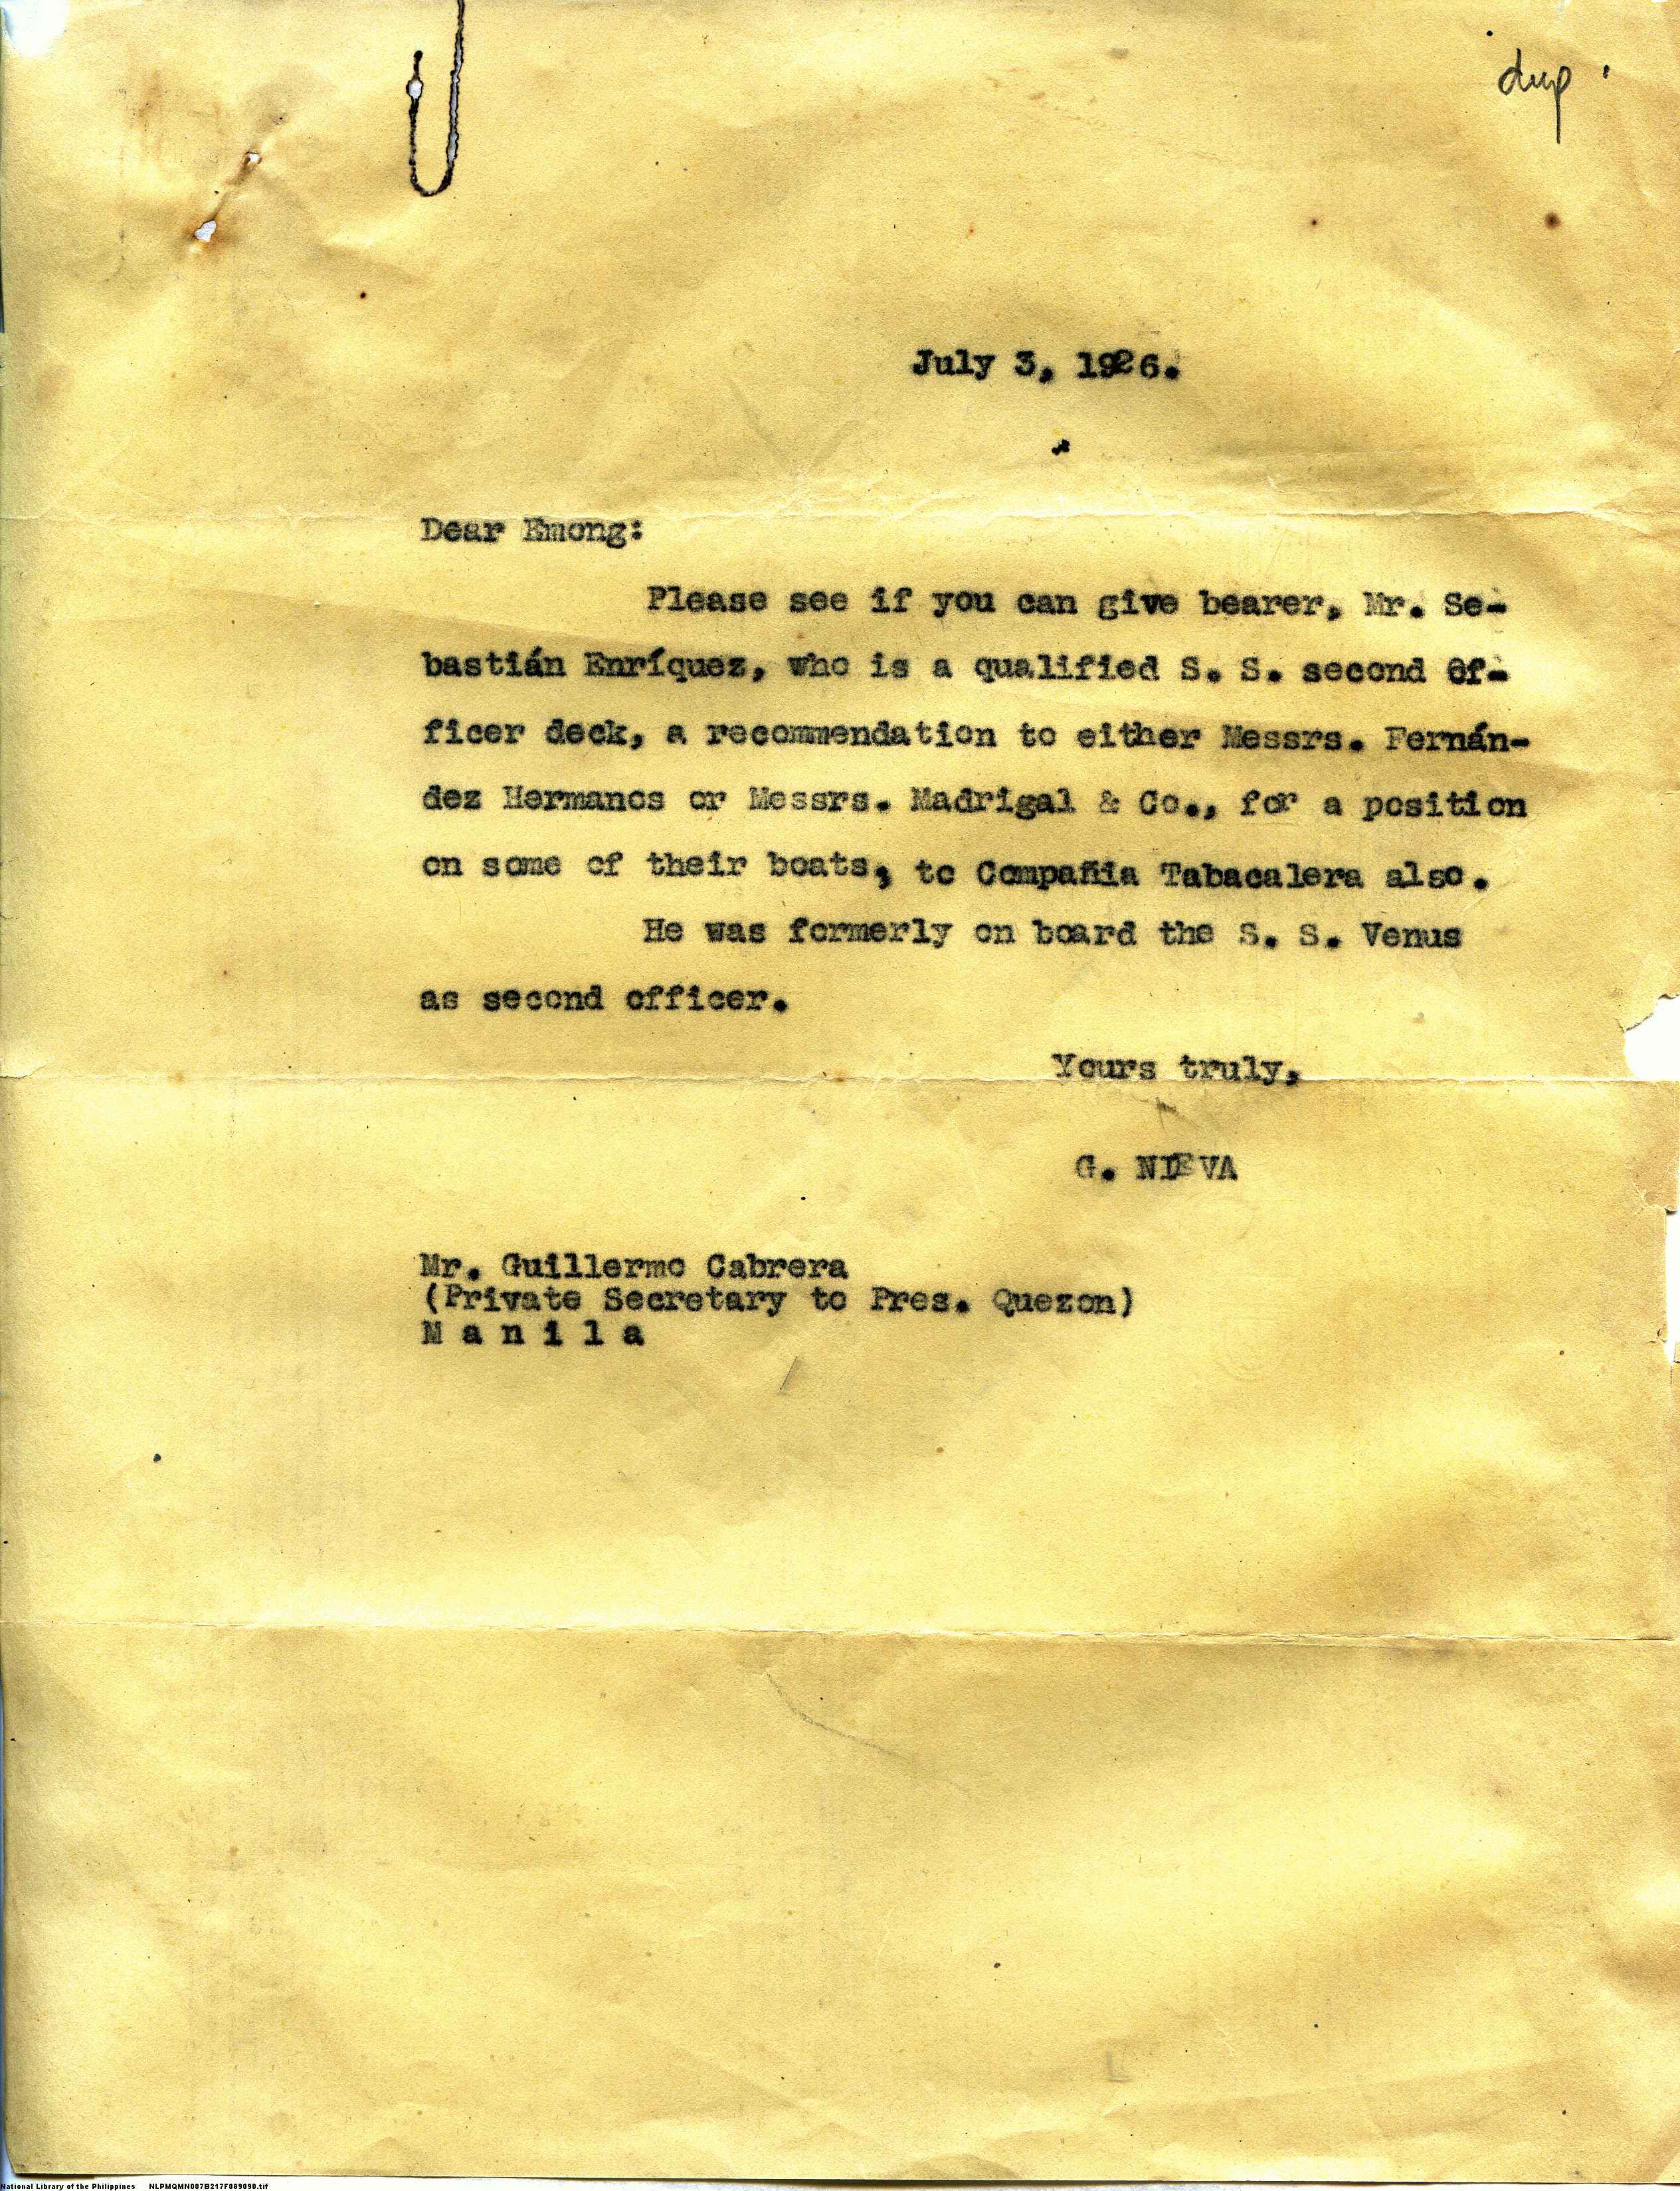 dup
July 3, 1926.
Dear Emong:
Please see if you can give bearer, Mr. Se-
bastián Enríquez, who is a qualified S. S. second of-
ficer deck, a recommendation to either Messrs. Fernán-
dez Hermanos or Messrs. Madrigal & Co., for a position
on some of their boats, to Compañia Tabacalera also.
He was formerly on board the S. S. Venus
as second officer.
Yours truly,
G. NIEVA
Mr. Guillermo Cabrera
(Private Secretary to Pres. Quezon)
M a n i l a
National Library of the Philippines NLPMQMN007B217F089090.tif